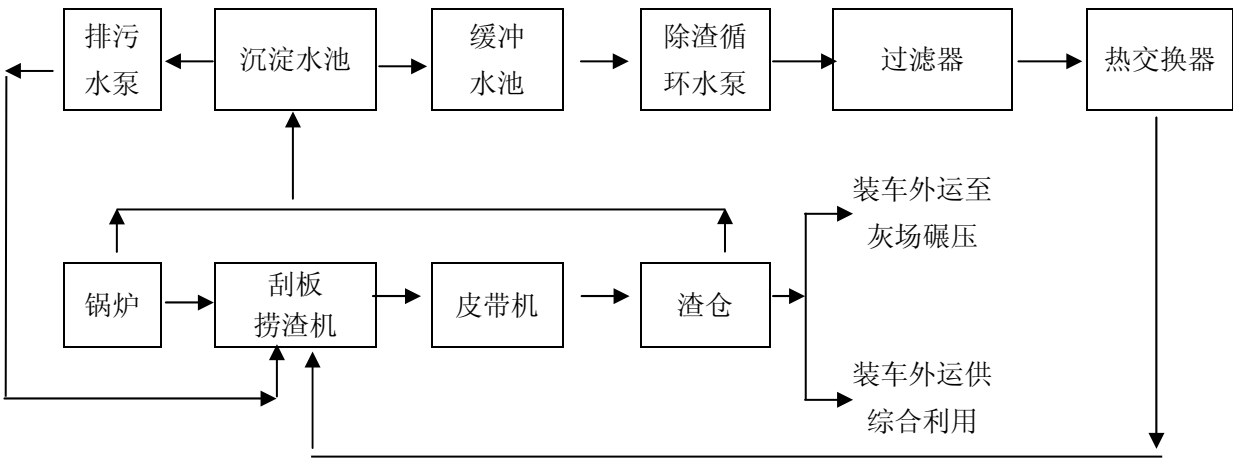 排污
水泵
沉淀水池
缓冲
水池
除渣循
环水泵
过滤器
热交换器
装车外运至
灰场碾压
锅炉
刮板
捞渣机
皮带机
渣仓
装车外运供
综合利用